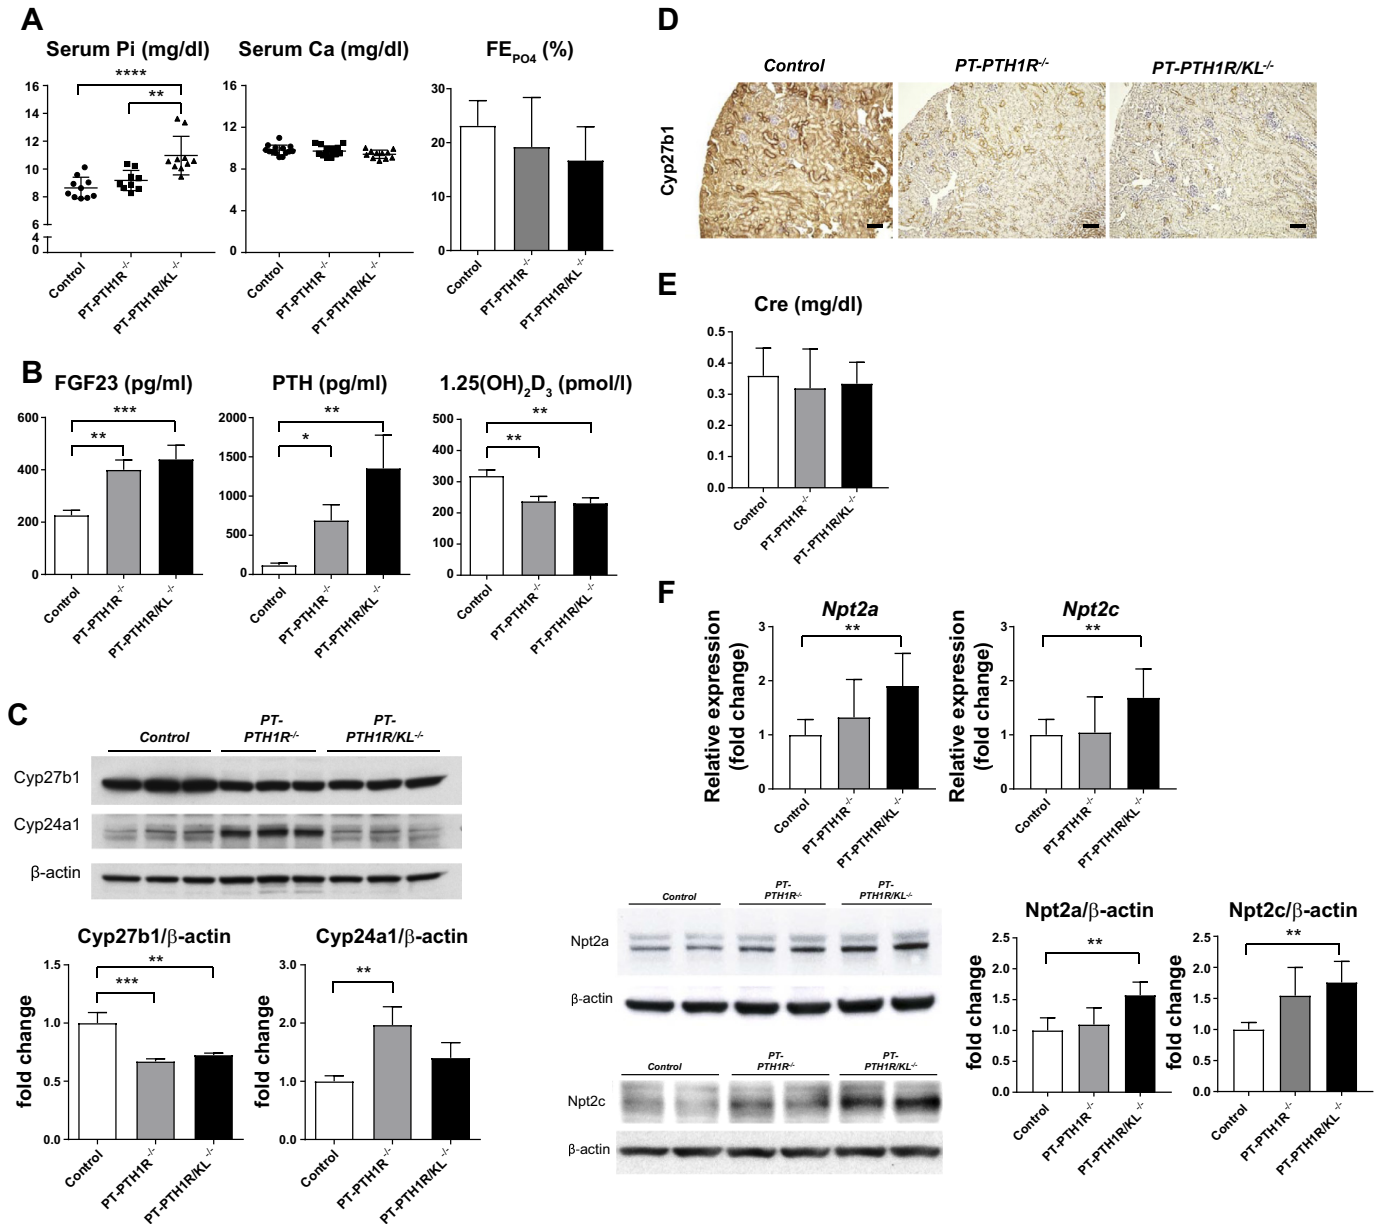 A
Serum Pi (mg/dl)
Serum Ca (mg/dl)
FE_PO4 (%)
****
**
16
14
12
10
8
6
4
0
16
12
8
4
0
30
20
10
0
Control
PT-PTH1R-/-
PT-PTH1R/KL-/-
Control
PT-PTH1R-/-
PT-PTH1R/KL-/-
Control
PT-PTH1R-/-
PT-PTH1R/KL-/-
B
FGF23 (pg/ml)
PTH (pg/ml)
1.25(OH)2D3 (pmol/l)
***
**
600
400
200
0
**
*
2000
1500
1000
500
0
**
**
500
400
300
200
100
0
Control
PT-PTH1R-/-
PT-PTH1R/KL-/-
Control
PT-PTH1R-/-
PT-PTH1R/KL-/-
Control
PT-PTH1R-/-
PT-PTH1R/KL-/-
C
Control
PT-
PTH1R-/-
PT-
PTH1R/KL-/-
Cyp27b1
Cyp24a1
β-actin
Cyp27b1/β-actin
Cyp24a1/β-actin
fold change
1.5
1.0
0.5
0.0
**
***
fold change
3.0
2.0
1.0
0.0
**
Control
PT-PTH1R-/-
PT-PTH1R/KL-/-
Control
PT-PTH1R-/-
PT-PTH1R/KL-/-
D
Control
PT-PTH1R-/-
PT-PTH1R/KL-/-
Cyp27b1
E
Cre (mg/dl)
0.5
0.4
0.3
0.2
0.1
0.0
Control
PT-PTH1R-/-
PT-PTH1R/KL-/-
F
Npt2a
Npt2c
Relative expression
(fold change)
3
2
1
0
**
Relative expression
(fold change)
3
2
1
0
**
Control
PT-PTH1R-/-
PT-PTH1R/KL-/-
Control
PT-PTH1R-/-
PT-PTH1R/KL-/-
Control
PT-
PTH1R-/-
PT-
PTH1R/KL-/-
Npt2a
β-actin
Control
PT-
PTH1R-/-
PT-
PTH1R/KL-/-
Npt2c
β-actin
Npt2a/β-actin
Npt2c/β-actin
fold change
2.5
2.0
1.5
1.0
0.5
0.0
**
fold change
2.5
2.0
1.5
1.0
0.5
0.0
**
Control
PT-PTH1R-/-
PT-PTH1R/KL-/-
Control
PT-PTH1R-/-
PT-PTH1R/KL-/-